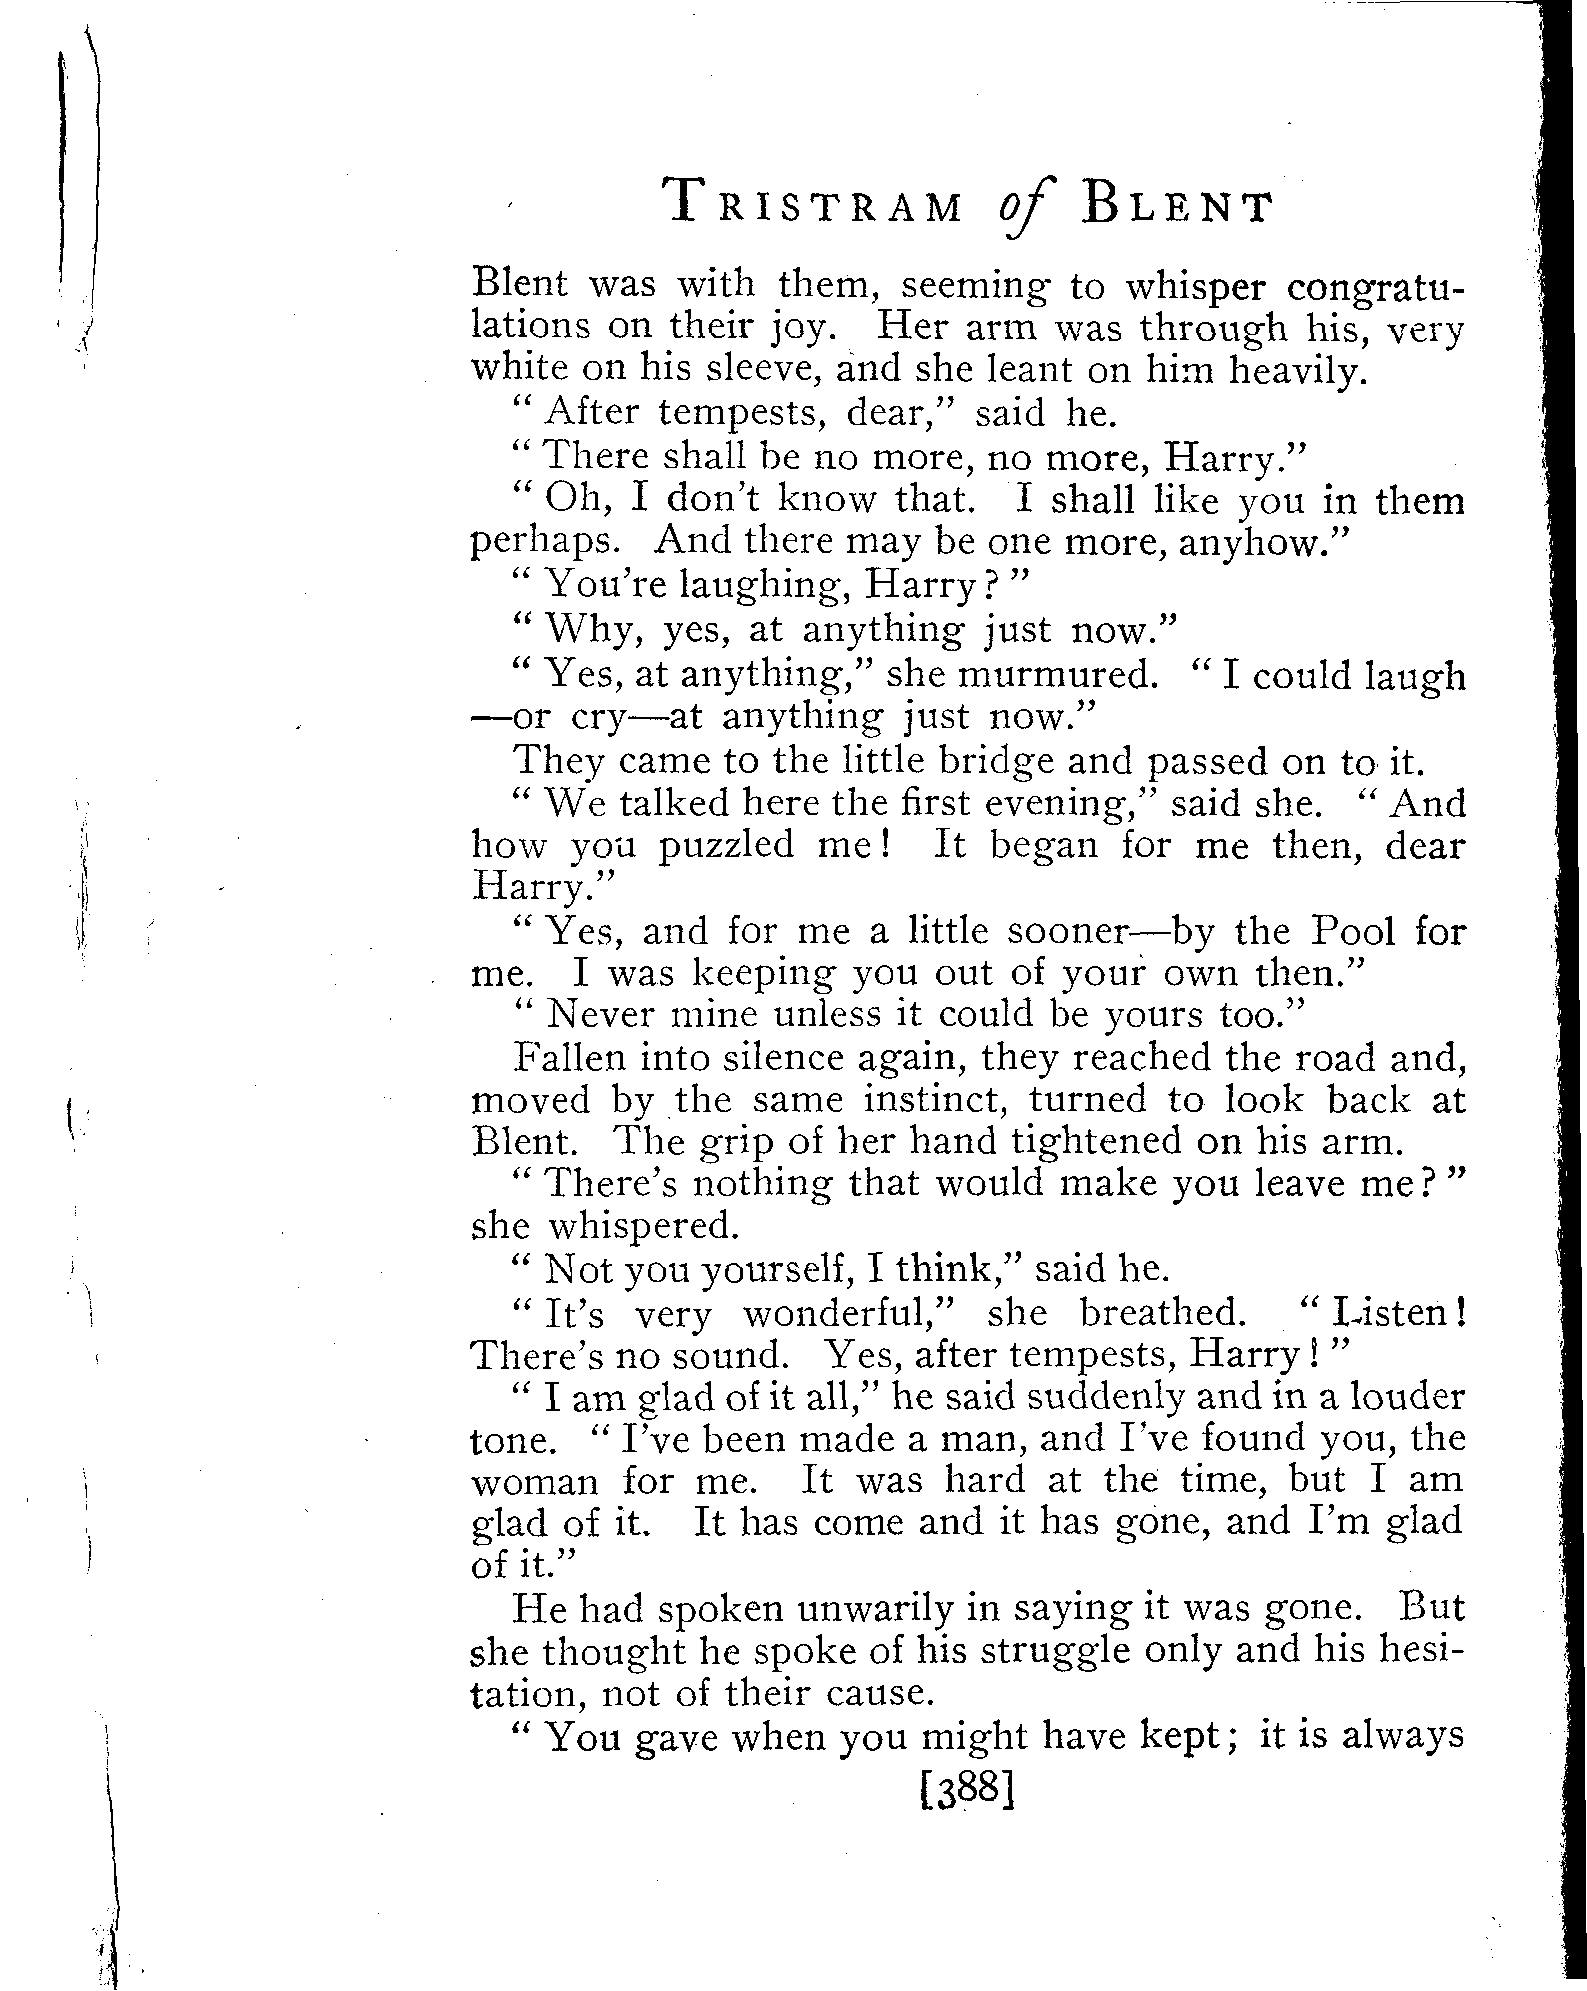 TRISTRAM of BLENT
Blent was with them, seeming to whisper congratu-
lations on their joy. Her arm was through his, very
white on his sleeve, and she leant on him heavily.
“ After tempests, dear,” said he.
“ There shall be no more, no more, Harry.”
“ Oh, I don't know that. I shall like you in them
perhaps. And there may be one more, anyhow.”
“ You're laughing, Harry? ”
“ Why, yes, at anything just now.”
“ Yes, at anything,” she murmured. “ I could laugh
—or cry—at anything just now.”
They came to the little bridge and passed on to it.
“ We talked here the first evening,” said she. “ And
how you puzzled me! It began for me then, dear
Harry.”
“ Yes, and for me a little sooner—by the Pool for
me. I was keeping you out of your own then.”
“ Never mine unless it could be yours too.”
Fallen into silence again, they reached the road and,
moved by the same instinct, turned to look back at
Blent. The grip of her hand tightened on his arm.
“ There's nothing that would make you leave me? ”
she whispered.
“ Not you yourself, I think,” said he.
“ It's very wonderful,” she breathed. “ Listen!
There's no sound. Yes, after tempests, Harry! ”
“ I am glad of it all,” he said suddenly and in a louder
tone. “ I've been made a man, and I've found you, the
woman for me. It was hard at the time, but I am
glad of it. It has come and it has gone, and I'm glad
of it.”
He had spoken unwarily in saying it was gone. But
she thought he spoke of his struggle only and his hesi-
tation, not of their cause.
“ You gave when you might have kept; it is always
[388]